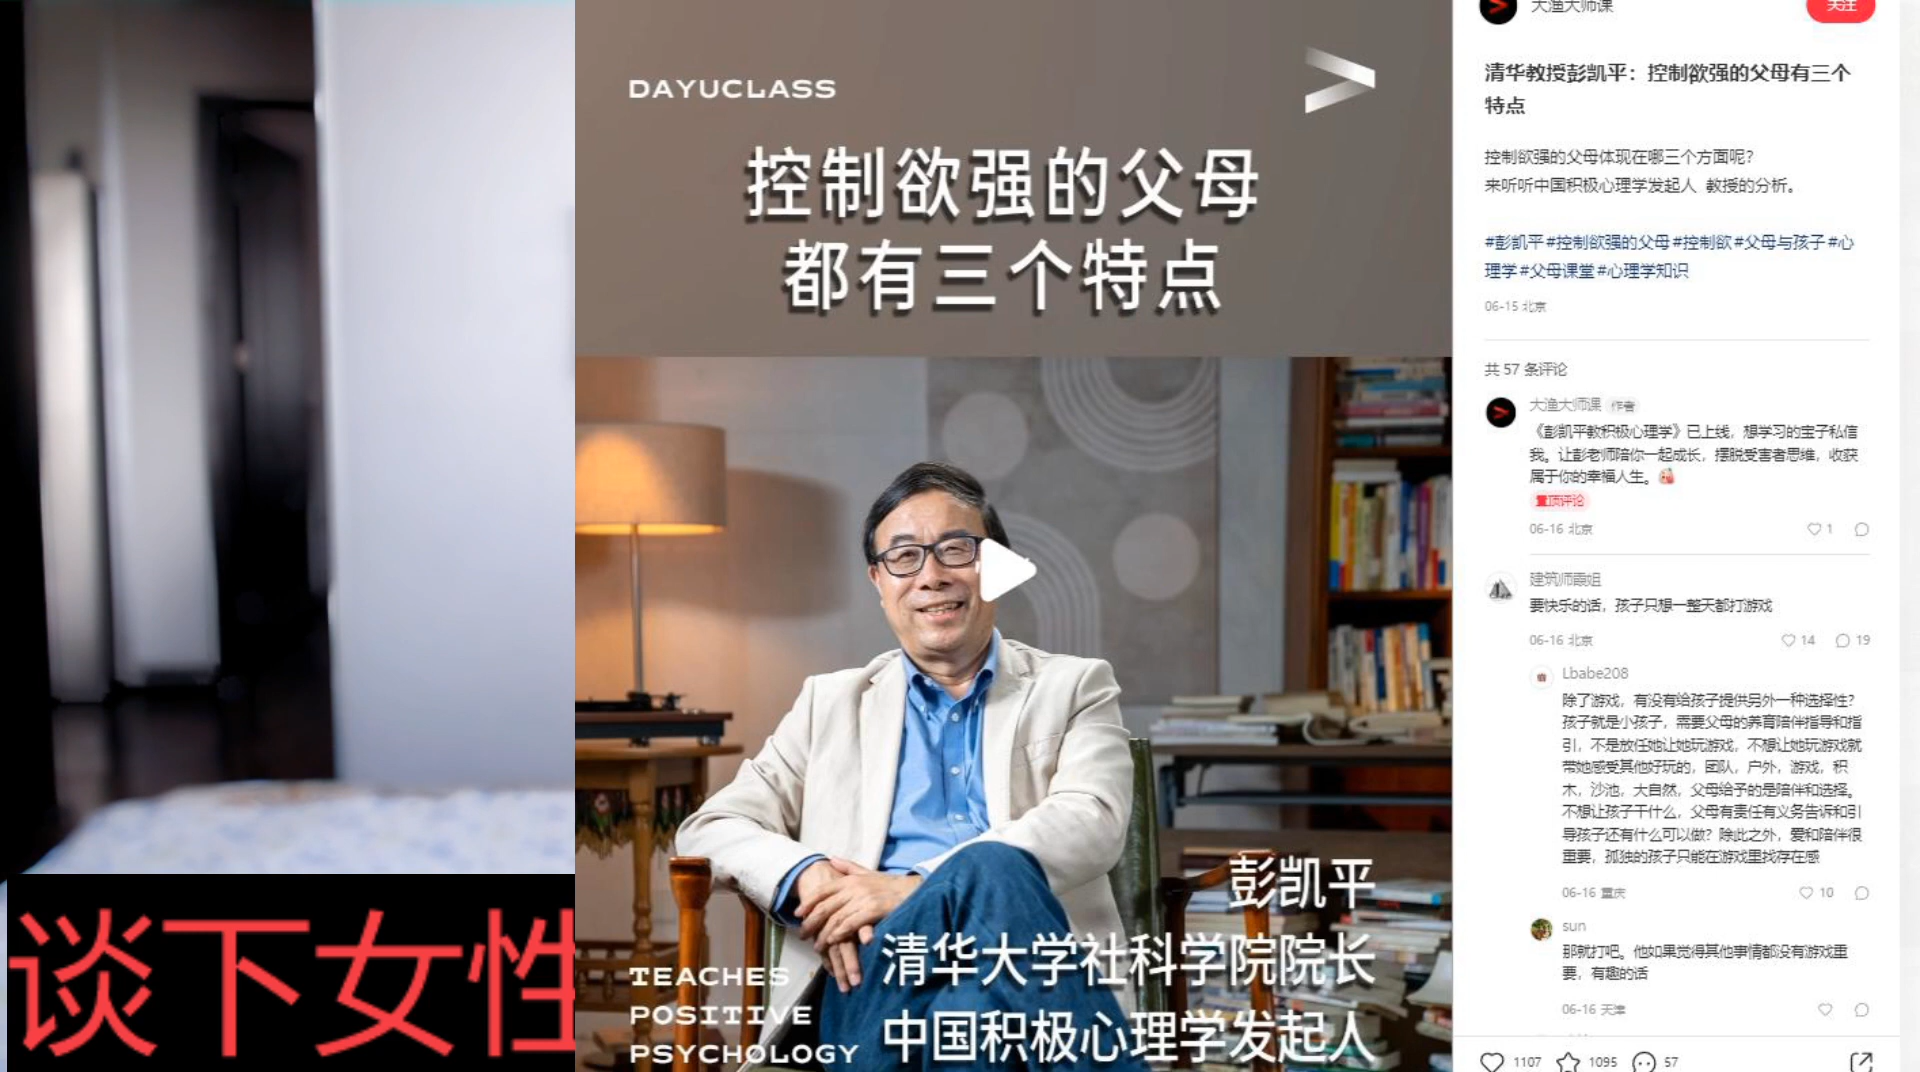 谈下女性
DAYUCLASS
控制欲强的父母
都有三个特点
彭凯平
清华大学社科学院院长
中国积极心理学发起人
TEACHES
POSITIVE
PSYCHOLOGY
大渔大师课
关注
清华教授彭凯平：控制欲强的父母有三个
特点
控制欲强的父母体现在哪三个方面呢？
来听听中国积极心理学发起人 教授的分析。
#彭凯平 #控制欲强的父母 #控制欲 #父母与孩子 #心
理学 #父母课堂 #心理学知识
06-15 北京
共 57 条评论
大渔大师课 作者
《彭凯平教积极心理学》已上线，想学习的宝子私信
我。让彭老师陪你一起成长，摆脱受害者思维，收获
属于你的幸福人生。
置顶评论
06-16 北京
1
建筑师霞姐
要快乐的话，孩子只想一整天都打游戏
06-16 北京
14 19
Lbabe208
除了游戏，有没有给孩子提供另外一种选择性？
孩子就是小孩子，需要父母的养育陪伴指导和指
引，不是放任她让她玩游戏，不想让她玩游戏就
带她感受其他好玩的，团队，户外，游戏，积
木，沙池，大自然，父母给予的是陪伴和选择。
不想让孩子干什么，父母有责任有义务告诉和引
导孩子还有什么可以做？除此之外，爱和陪伴很
重要，孤独的孩子只能在游戏里找存在感
06-16 重庆
10
sun
那就打吧。他如果觉得其他事情都没有游戏重
要，有趣的话
06-16 天津
1107 1095 57